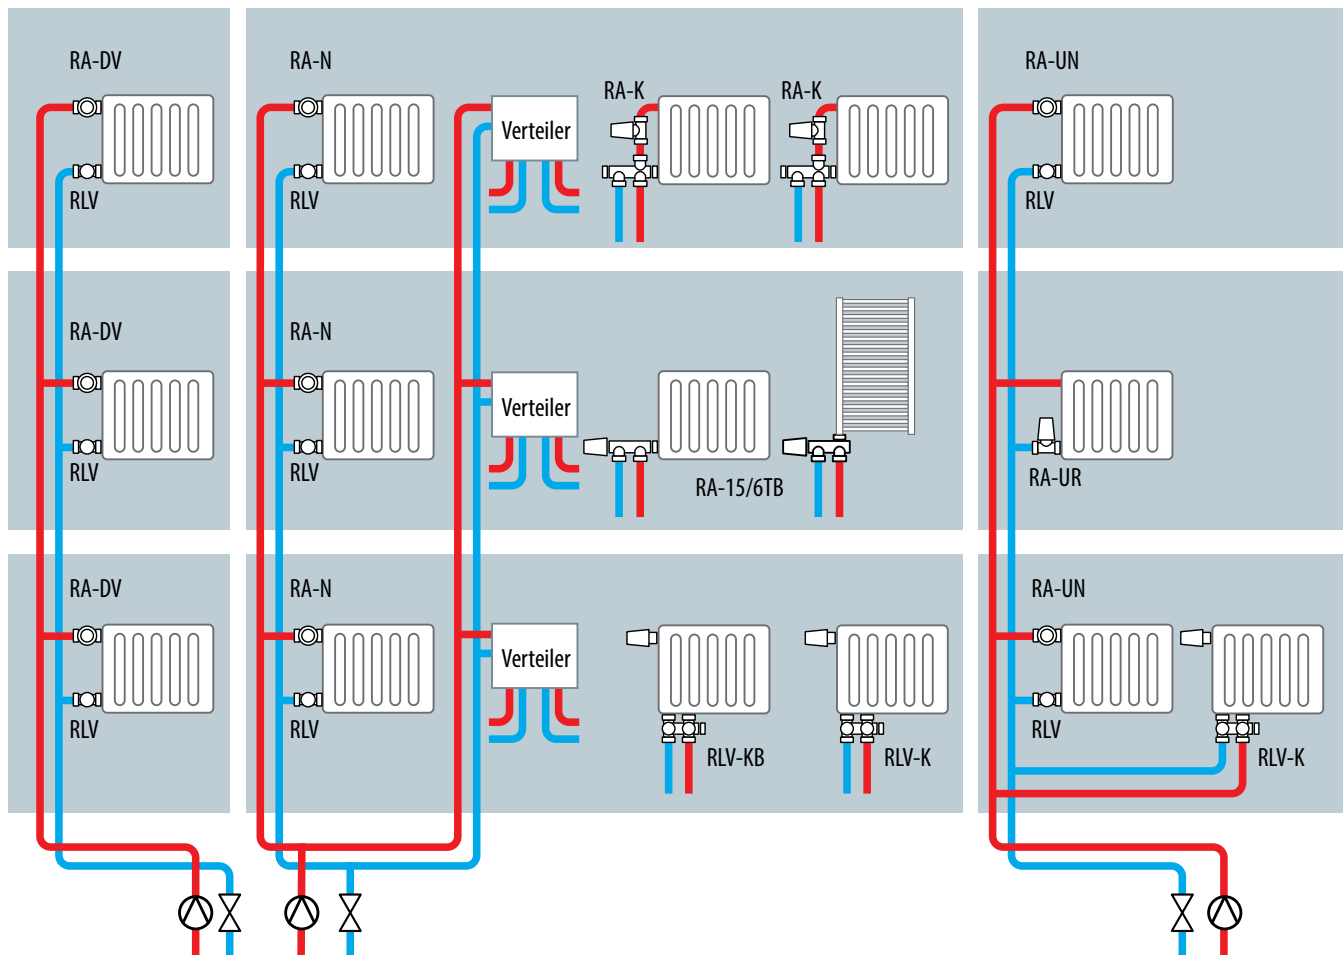 RA-DV
RLV
RA-N
RLV
Verteiler
RA-K
RA-K
RA-UN
RLV
RA-DV
RLV
RA-N
RLV
Verteiler
RA-15/6TB
RA-UR
RA-DV
RLV
RA-N
RLV
Verteiler
RLV-KB
RLV-K
RA-UN
RLV
RLV-K